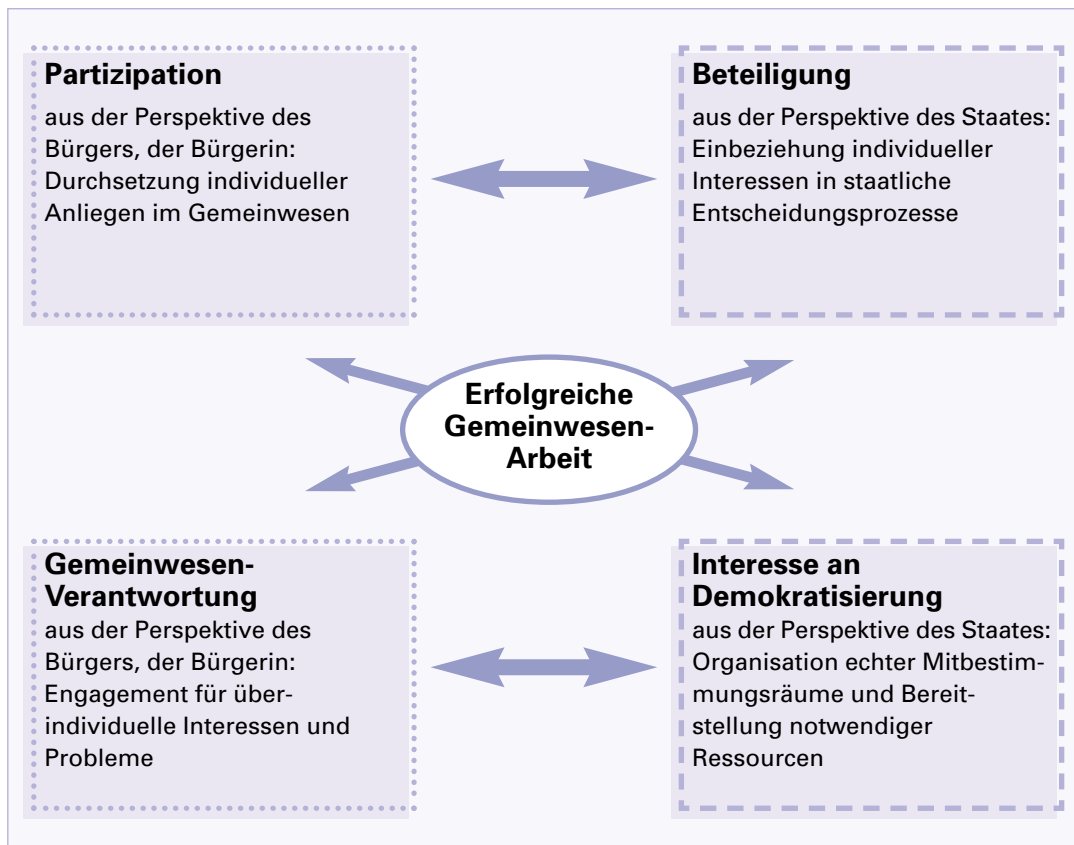 Partizipation
aus der Perspektive des
Bürgers, der Bürgerin:
Durchsetzung individueller
Anliegen im Gemeinwesen
Beteiligung
aus der Perspektive des Staates:
Einbeziehung individueller
Interessen in staatliche
Entscheidungsprozesse
Erfolgreiche
Gemeinwesen-
Arbeit
Gemeinwesen-
Verantwortung
aus der Perspektive des
Bürgers, der Bürgerin:
Engagement für über-
individuelle Interessen und
Probleme
Interesse an
Demokratisierung
aus der Perspektive des Staates:
Organisation echter Mitbestim-
mungsräume und Bereit-
stellung notwendiger
Ressourcen